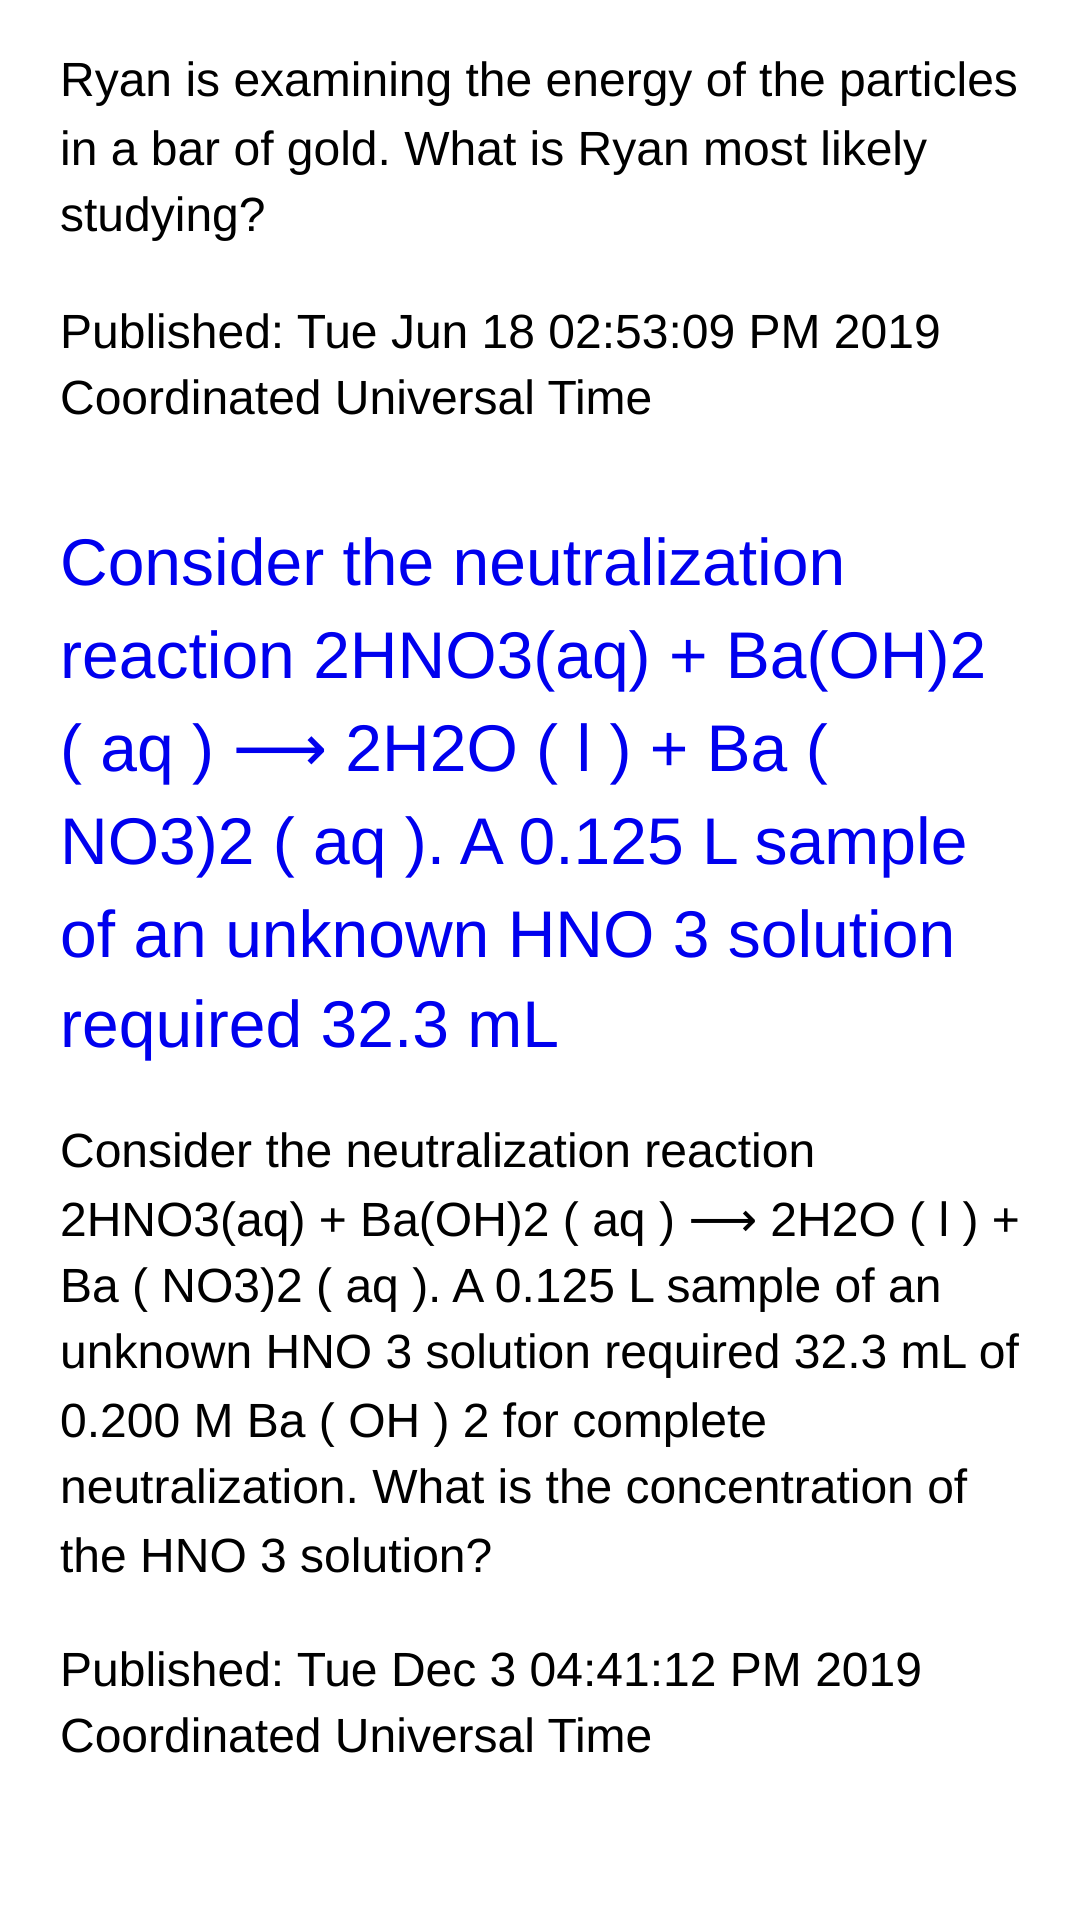 Ryan is examining the energy of the particles
in a bar of gold. What is Ryan most likely
studying?
Published: Tue Jun 18 02:53:09 PM 2019
Coordinated Universal Time
Consider the neutralization
reaction 2HNO3(aq) + Ba(OH)2
( aq ) ⟶ 2H2O ( l ) + Ba (
NO3)2 ( aq ). A 0.125 L sample
of an unknown HNO 3 solution
required 32.3 mL
Consider the neutralization reaction
2HNO3(aq) + Ba(OH)2 ( aq ) ⟶ 2H2O ( l ) +
Ba ( NO3)2 ( aq ). A 0.125 L sample of an
unknown HNO 3 solution required 32.3 mL of
0.200 M Ba ( OH ) 2 for complete
neutralization. What is the concentration of
the HNO 3 solution?
Published: Tue Dec 3 04:41:12 PM 2019
Coordinated Universal Time